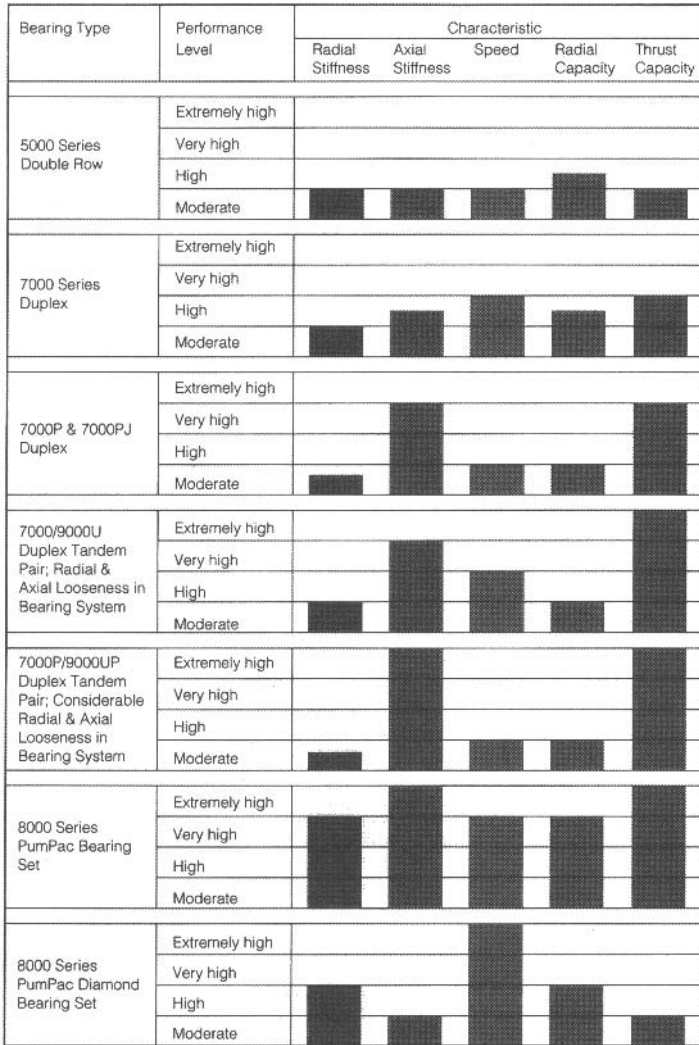 Bearing Type
Performance
Level
Characteristic
Radial
Stiffness
Axial
Stiffness
Speed
Radial
Capacity
Thrust
Capacity
5000 Series
Double Row
Extremely high
Very high
High
Moderate
7000 Series
Duplex
Extremely high
Very high
High
Moderate
7000P & 7000PJ
Duplex
Extremely high
Very high
High
Moderate
7000/9000U
Duplex Tandem
Pair; Radial &
Axial Looseness in
Bearing System
Extremely high
Very high
High
Moderate
7000P/9000UP
Duplex Tandem
Pair; Considerable
Radial & Axial
Looseness in
Bearing System
Extremely high
Very high
High
Moderate
8000 Series
PumPac Bearing
Set
Extremely high
Very high
High
Moderate
8000 Series
PumPac Diamond
Bearing Set
Extremely high
Very high
High
Moderate